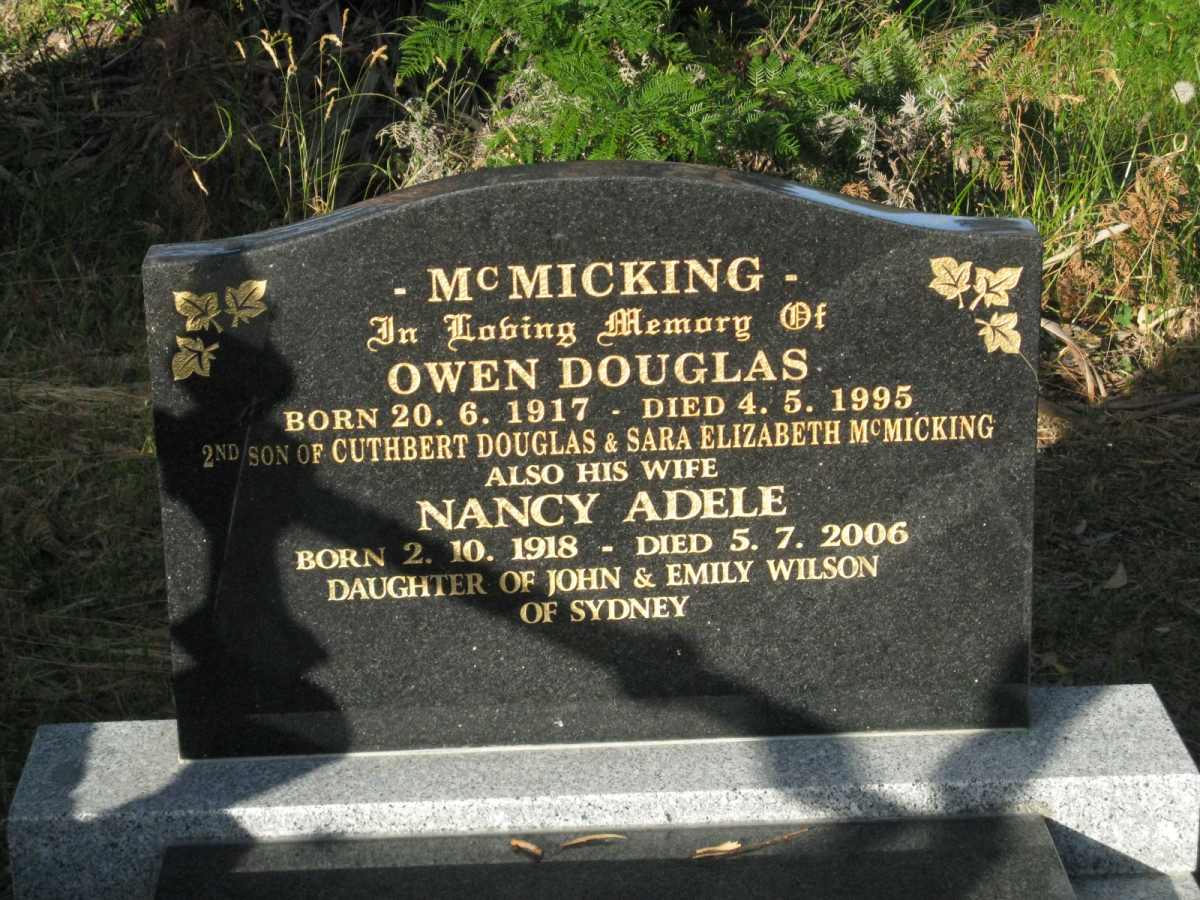 - McMICKING -
In Loving Memory Of
OWEN DOUGLAS
BORN 20. 6. 1917 - DIED 4. 5. 1995
2ND SON OF CUTHBERT DOUGLAS & SARA ELIZABETH McMICKING
ALSO HIS WIFE
NANCY ADELE
BORN 2. 10. 1918 - DIED 5. 7. 2006
DAUGHTER OF JOHN & EMILY WILSON
OF SYDNEY